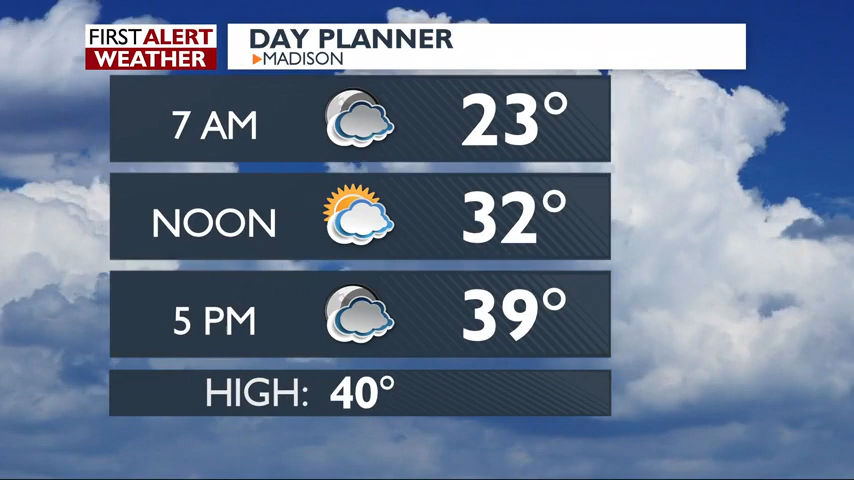 FIRST ALERT
WEATHER
DAY PLANNER
MADISON
7 AM 23°
NOON 32°
5 PM 39°
HIGH: 40°